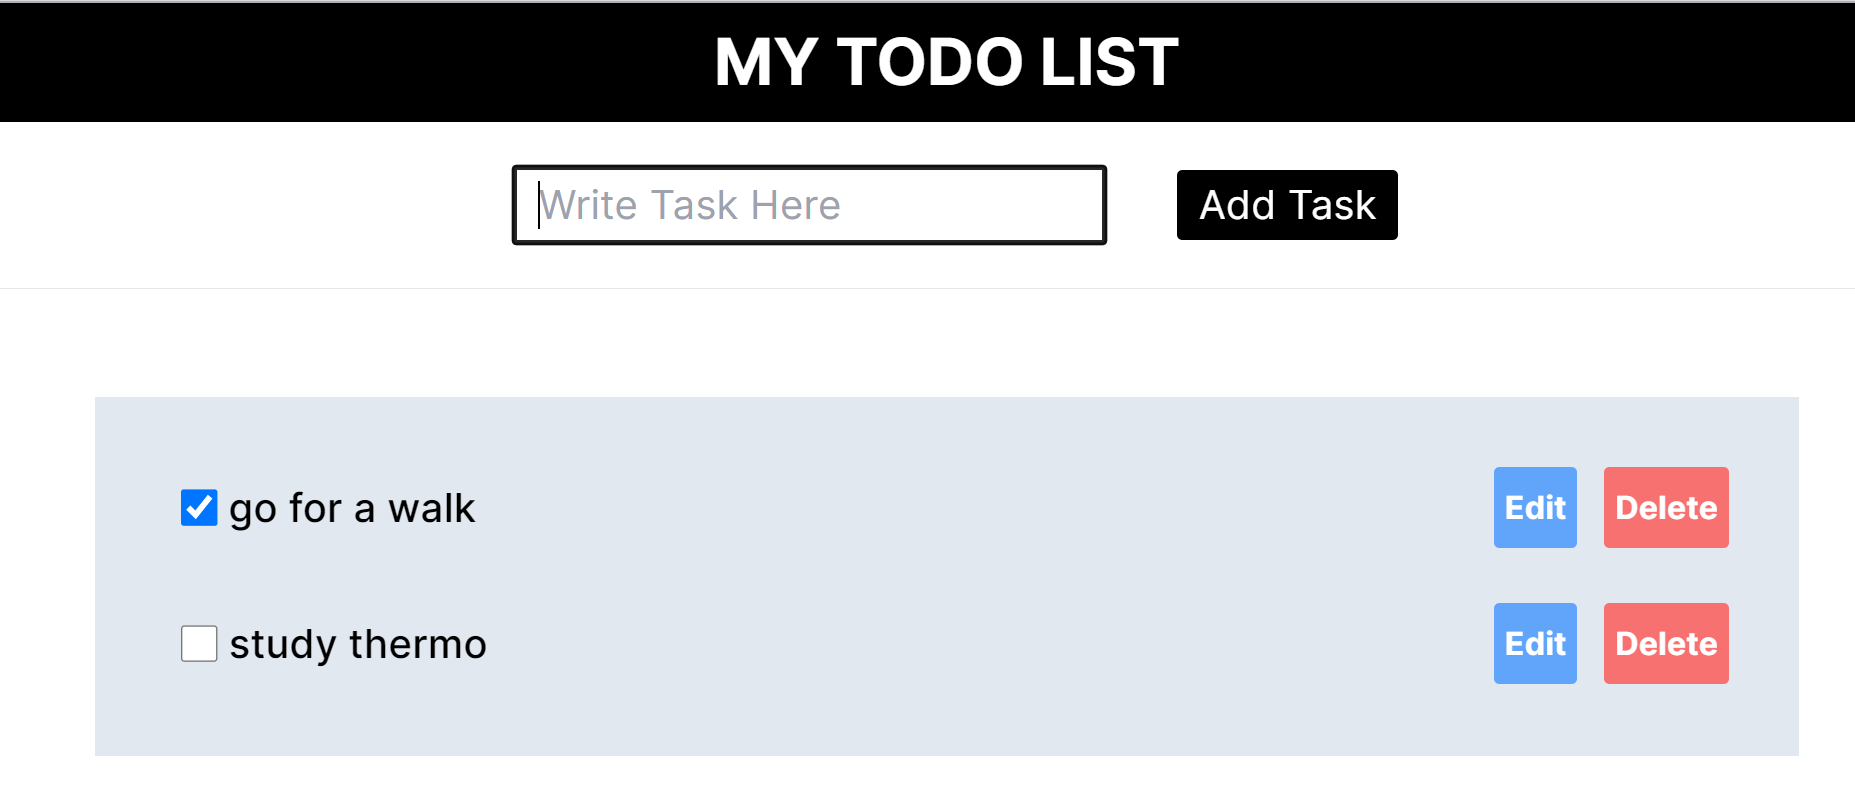 MY TODO LIST
Write Task Here
Add Task
go for a walk
Edit
Delete
study thermo
Edit
Delete